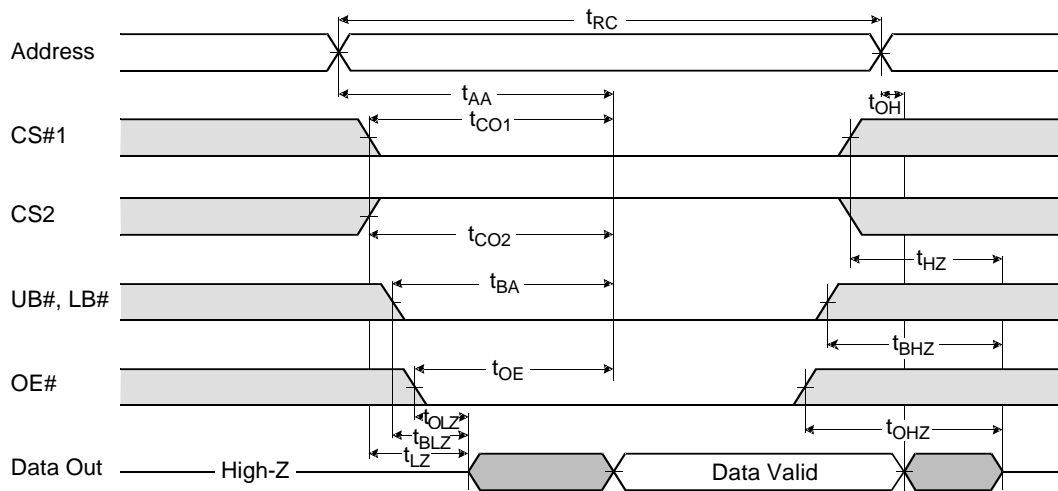 tRC
Address
tAA
tOH
tCO1
CS#1
CS2
tCO2
tHZ
tBA
UB#, LB#
tBHZ
tOE
OE#
tOLZ
tBLZ
tOHZ
tLZ
Data Out High-Z Data Valid